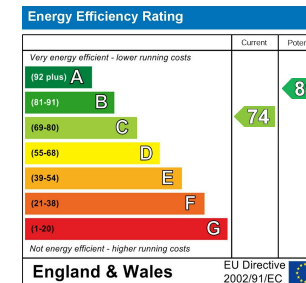 Energy Efficiency Rating
Current
Very energy efficient - lower running costs
(92 plus) A
(81-91) B
(69-80) C
74
(55-68) D
(39-54) E
(21-38) F
(1-20) G
Not energy efficient - higher running costs
England & Wales
EU Directive
2002/91/EC